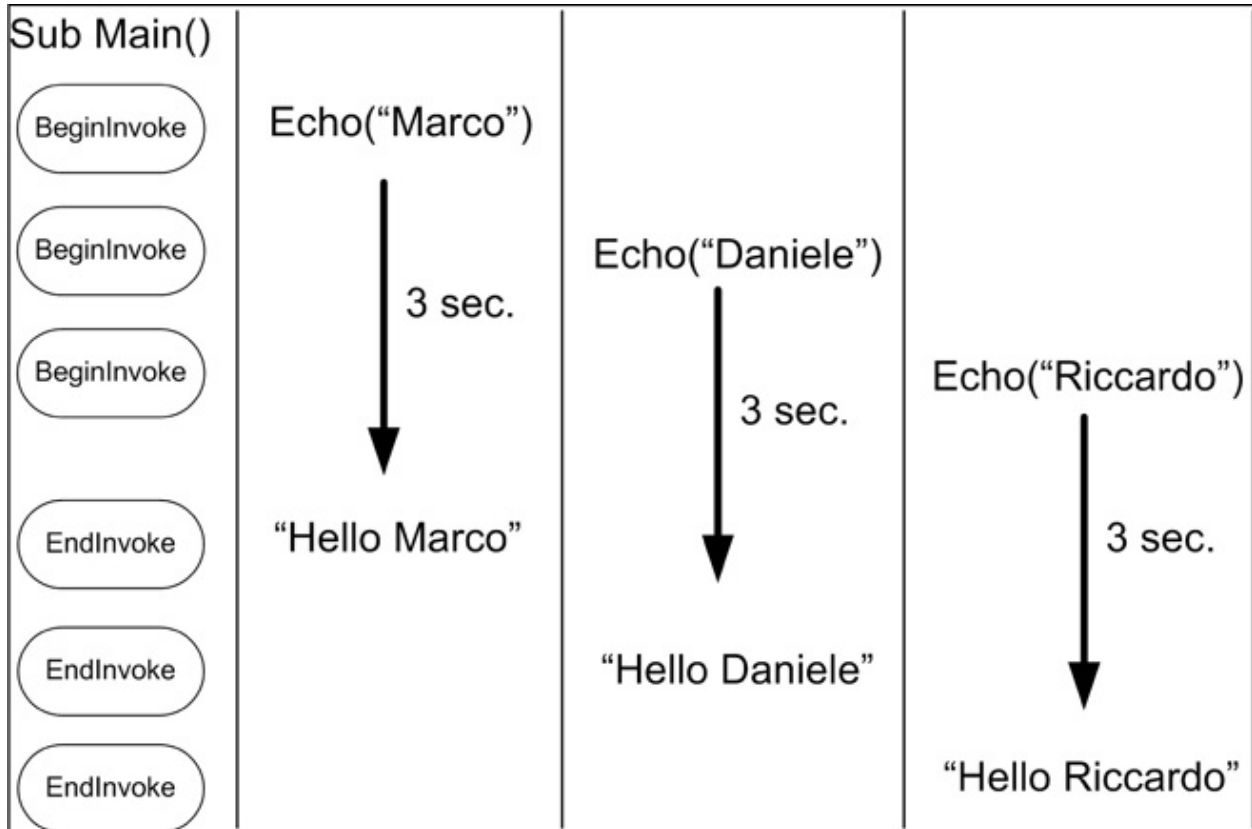 Sub Main()
BeginInvoke
Echo(“Marco”)
BeginInvoke
Echo(“Daniele”)
3 sec.
BeginInvoke
Echo(“Riccardo”)
3 sec.
EndInvoke
“Hello Marco”
3 sec.
EndInvoke
“Hello Daniele”
EndInvoke
“Hello Riccardo”